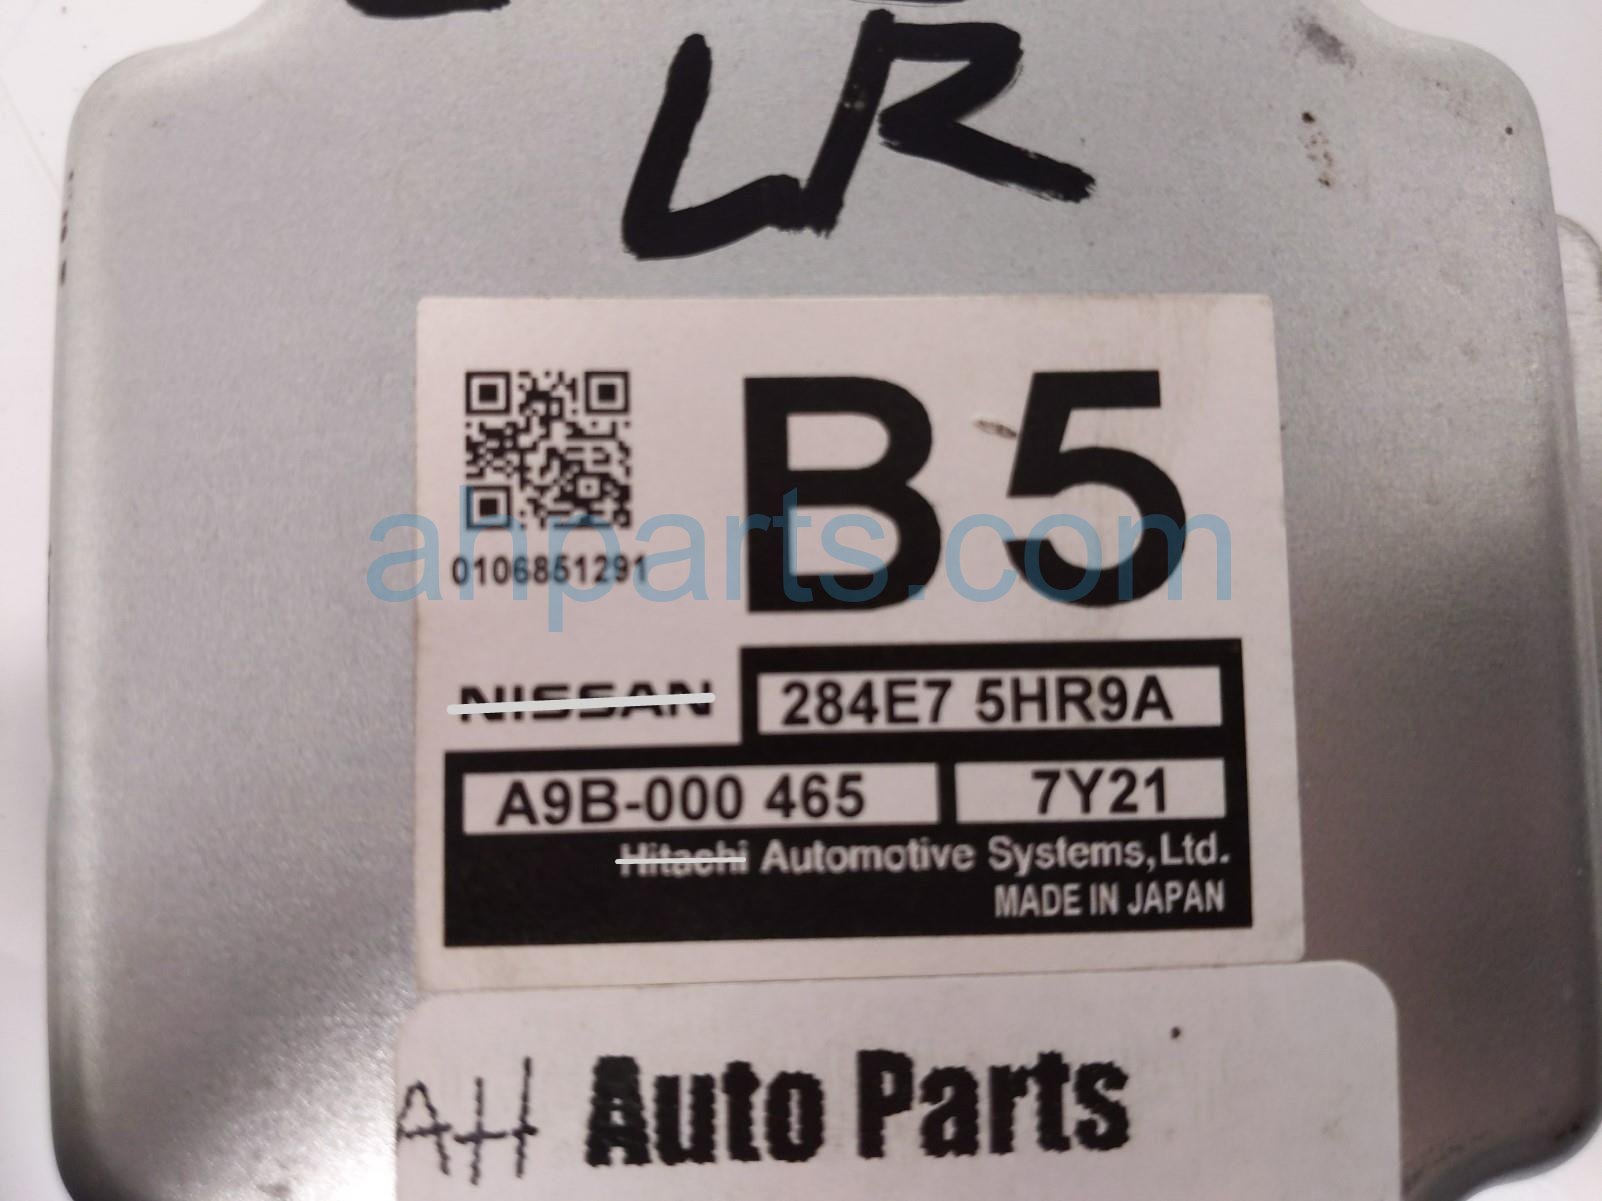 LR
B5
0106851291
ahparts.com
NISSAN
284E7 5HR9A
A9B-000 465
7Y21
Hitachi Automotive Systems,Ltd.
MADE IN JAPAN
AH Auto Parts